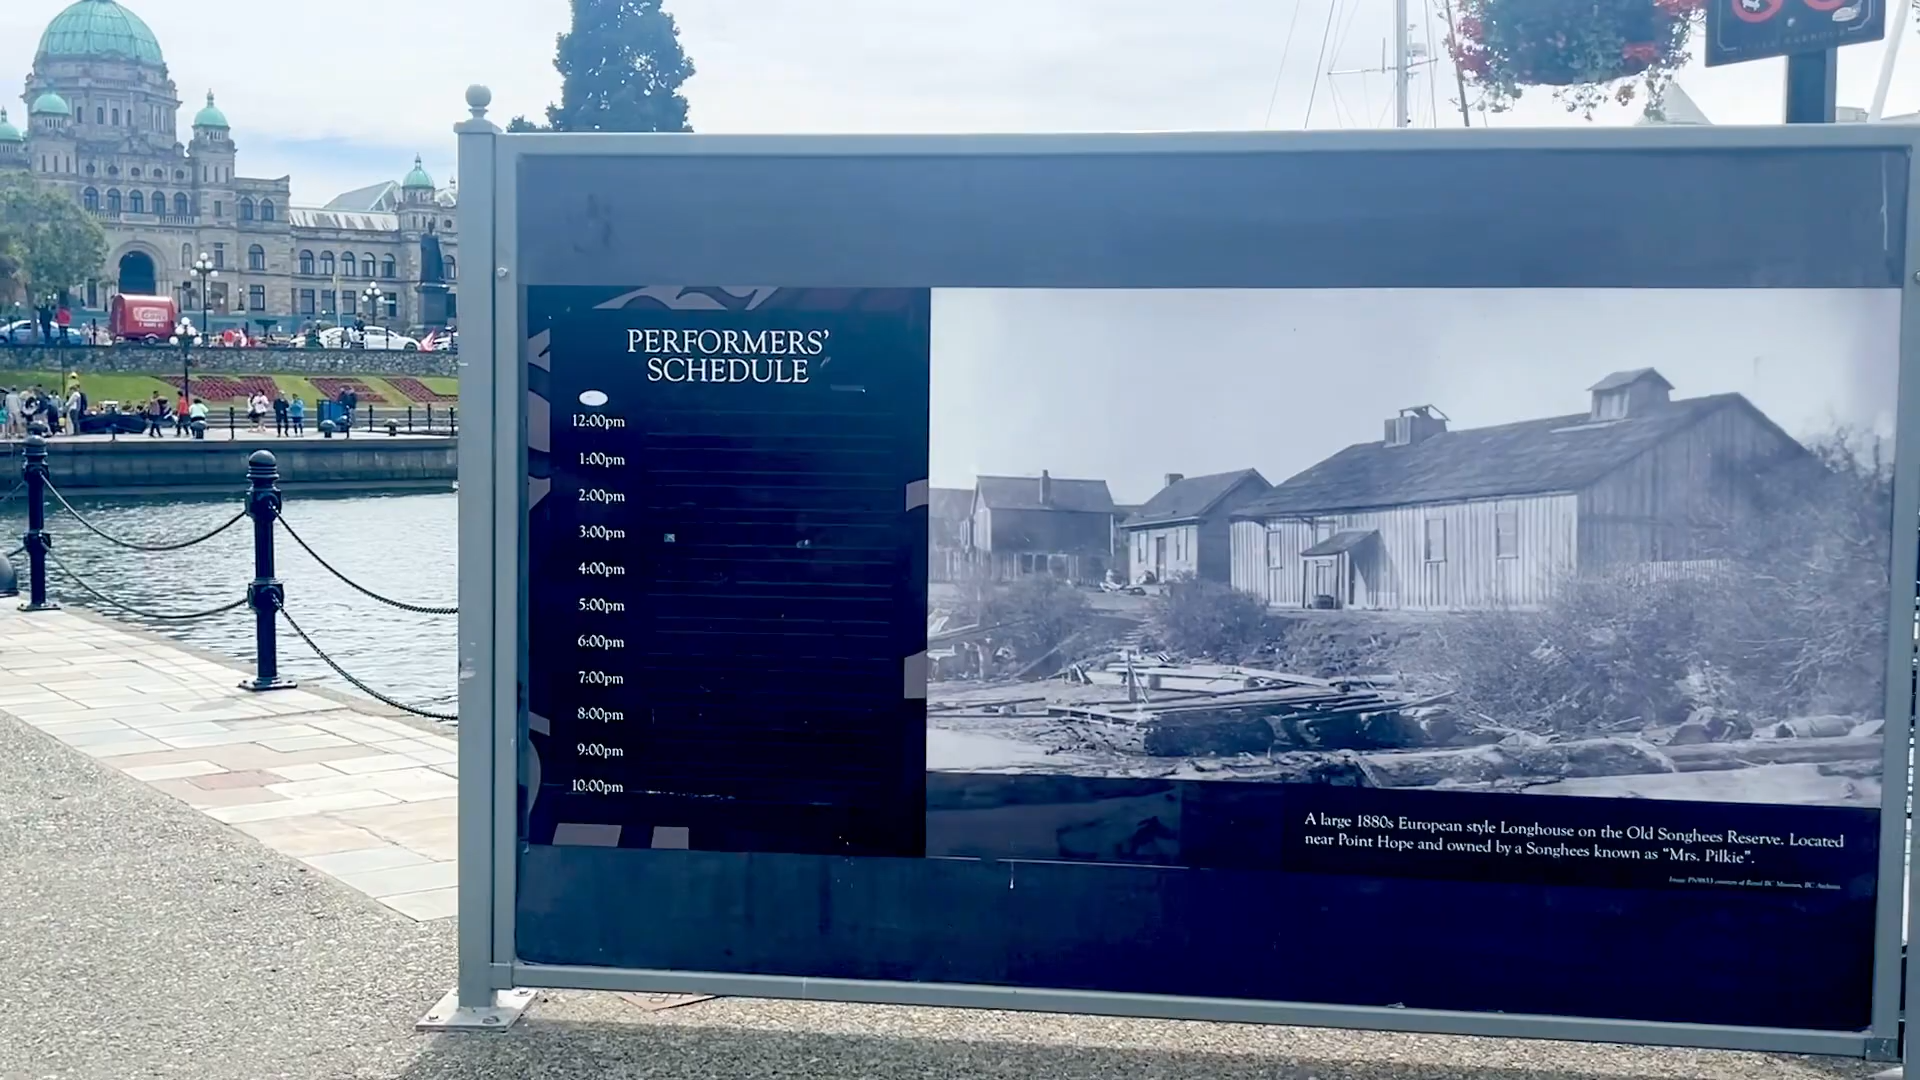 PERFORMERS'
SCHEDULE
12:00pm
1:00pm
2:00pm
3:00pm
4:00pm
5:00pm
6:00pm
7:00pm
8:00pm
9:00pm
10:00pm
A large 1880s European style Longhouse on the Old Songhees Reserve. Located
near Point Hope and owned by a Songhees known as “Mrs. Pilkie”.